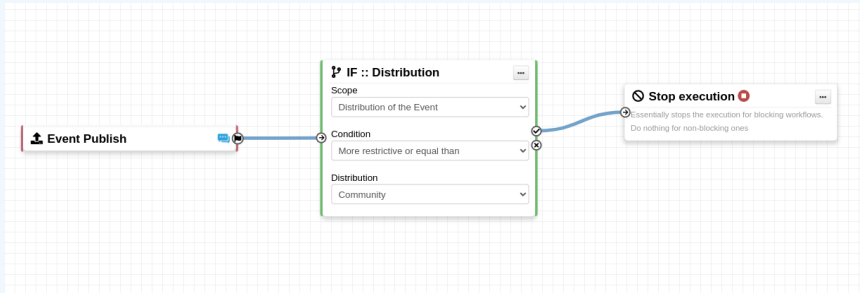 Event Publish
IF :: Distribution
...
Scope
Distribution of the Event
Condition
More restrictive or equal than
Distribution
Community
Stop execution
...
Essentially stops the execution for blocking workflows.
Do nothing for non-blocking ones